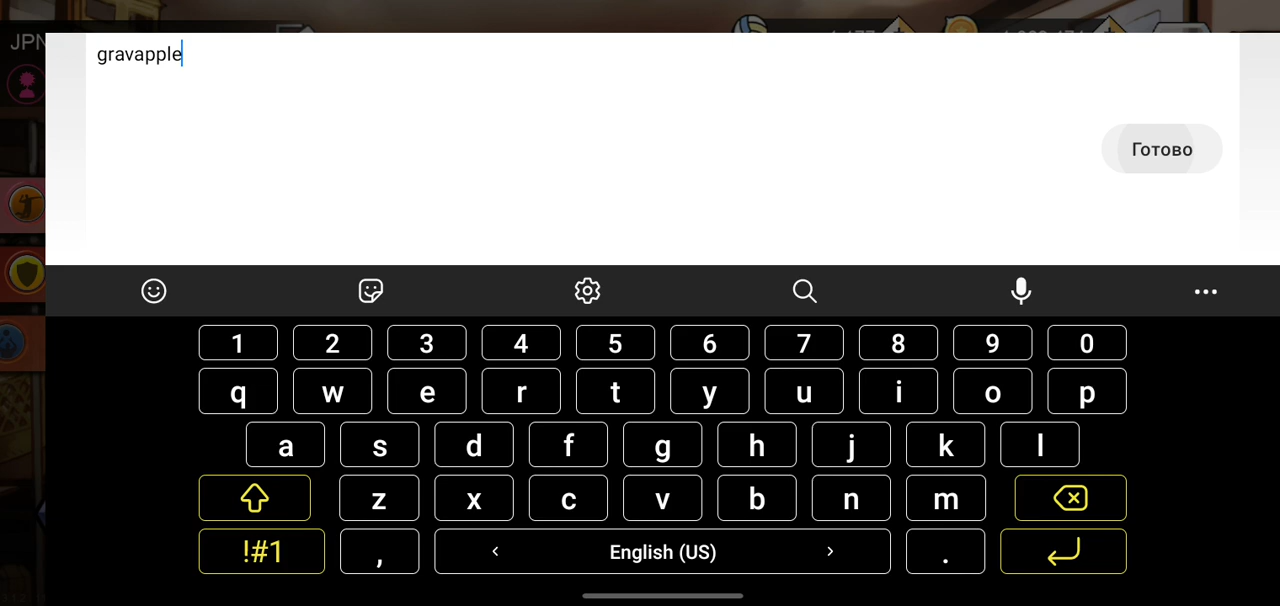 JPN
gravapple
Готово
1 2 3 4 5 6 7 8 9 0
q w e r t y u i o p
a s d f g h j k l
z x c v b n m
!#1 , < English (US) > .